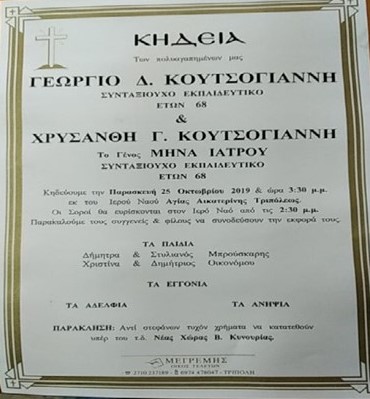 ΚΗΔΕΙΑ
Των πολυαγαπημένων μας
ΓΕΩΡΓΙΟ Δ. ΚΟΥΤΣΟΓΙΑΝΝΗ
ΣΥΝΤΑΞΙΟΥΧΟ ΕΚΠΑΙΔΕΥΤΙΚΟ
ΕΤΩΝ 68
&
ΧΡΥΣΑΝΘΗ Γ. ΚΟΥΤΣΟΓΙΑΝΝΗ
Το Γένος ΜΗΝΑ ΙΑΤΡΟΥ
ΣΥΝΤΑΞΙΟΥΧΟ ΕΚΠΑΙΔΕΥΤΙΚΟ
ΕΤΩΝ 68
Κηδεύουμε την Παρασκευή 25 Οκτωβρίου 2019 & ώρα 3:30 μ.μ.
εκ του Ιερού Ναού Αγίας Αικατερίνης Τριπόλεως.
Οι Σοροί θα ευρίσκονται στον Ιερό Ναό από τις 2:30 μ.μ.
Παρακαλούμε τους συγγενείς & φίλους να συνοδεύσουν την εκφορά τους.
ΤΑ ΠΑΙΔΙΑ
Δήμητρα & Στυλιανός Μπρούσκαρης
Χριστίνα & Δημήτριος Οικονόμου
ΤΑ ΕΓΓΟΝΙΑ
ΤΑ ΑΔΕΛΦΙΑ ΤΑ ΑΝΗΨΙΑ
ΠΑΡΑΚΛΗΣΗ: Αντί στεφάνων τυχόν χρήματα να κατατεθούν
υπέρ του τ.δ. Νέας Χώρας Β. Κυνουρίας.
ΜΕΓΡΕΜΗΣ
ΟΙΚΟΣ ΤΕΛΕΤΩΝ
ΤΡΙΠΟΛΗ